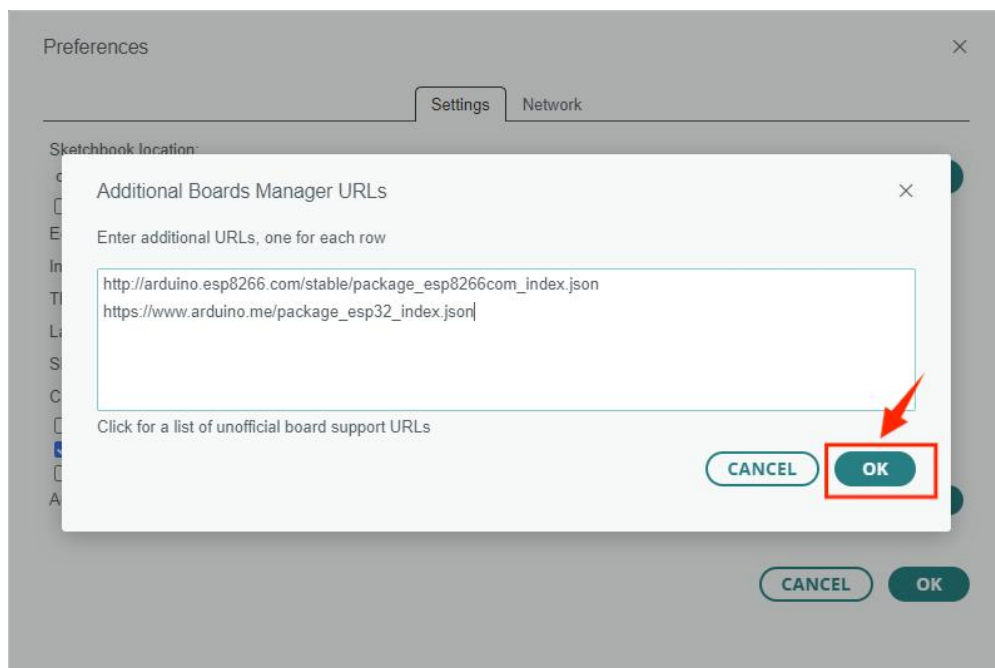 Preferences
Settings Network
Sketchbook location:
Additional Boards Manager URLs
Enter additional URLs, one for each row
http://arduino.esp8266.com/stable/package_esp8266com_index.json
https://www.arduino.me/package_esp32_index.json
Click for a list of unofficial board support URLs
CANCEL OK
CANCEL OK